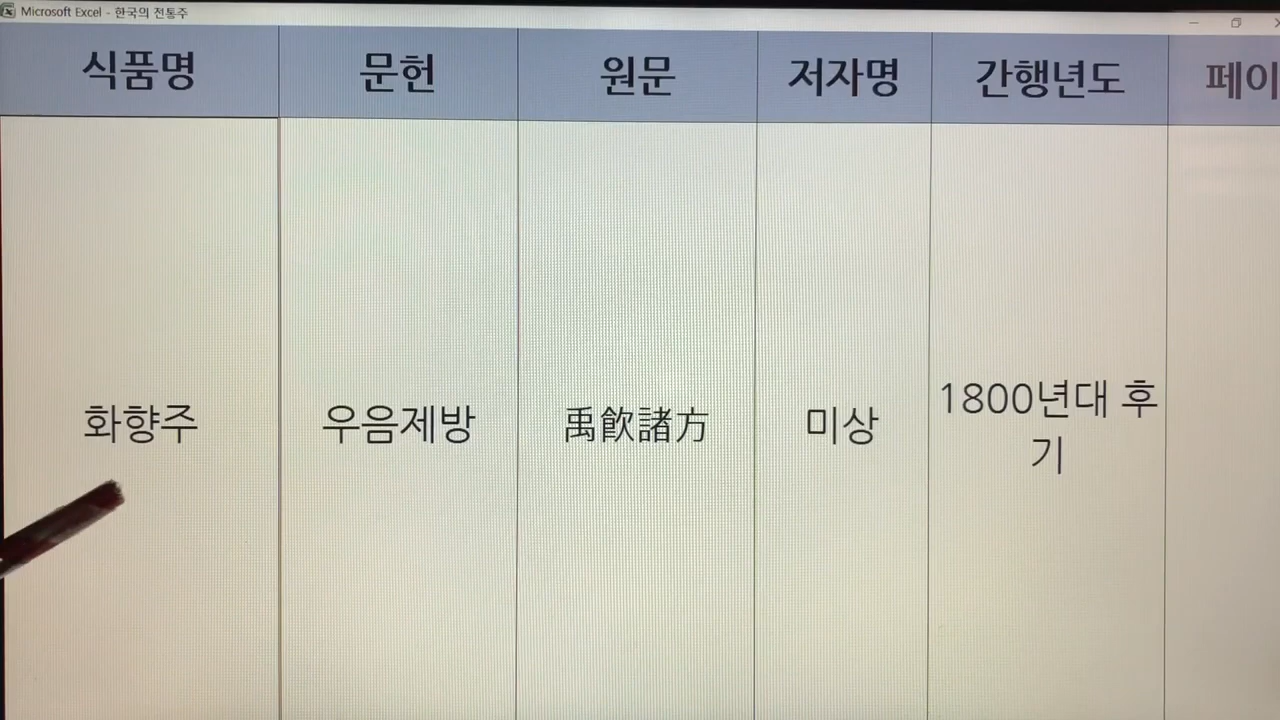 Microsoft Excel - 한국의 전통주
식품명 문헌 원문 저자명 간행년도 페이
화향주 우음제방 禹飮諸方 미상 1800년대 후
기